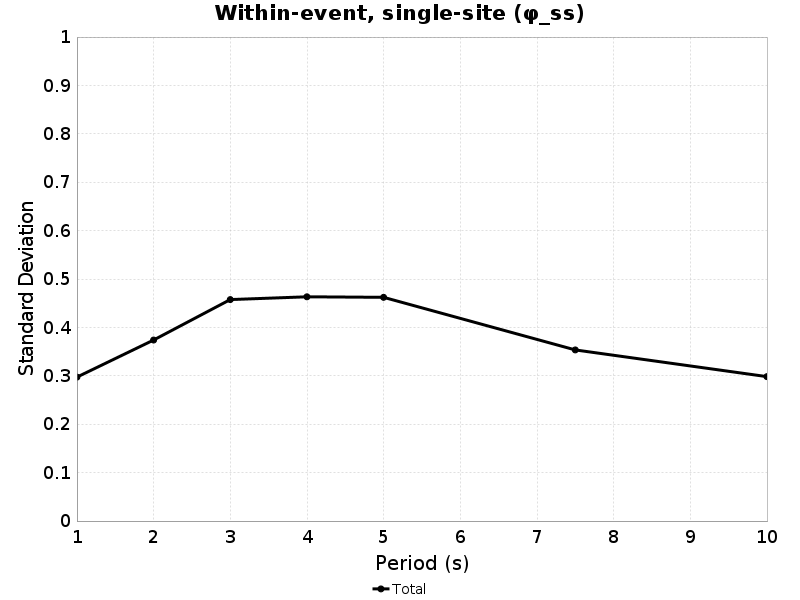 Within-event, single-site (φ_ss)
1
0.9
0.8
0.7
0.6
0.5
0.4
0.3
0.2
0.1
0
Standard Deviation
1 2 3 4 5 6 7 8 9 10
Period (s)
Total